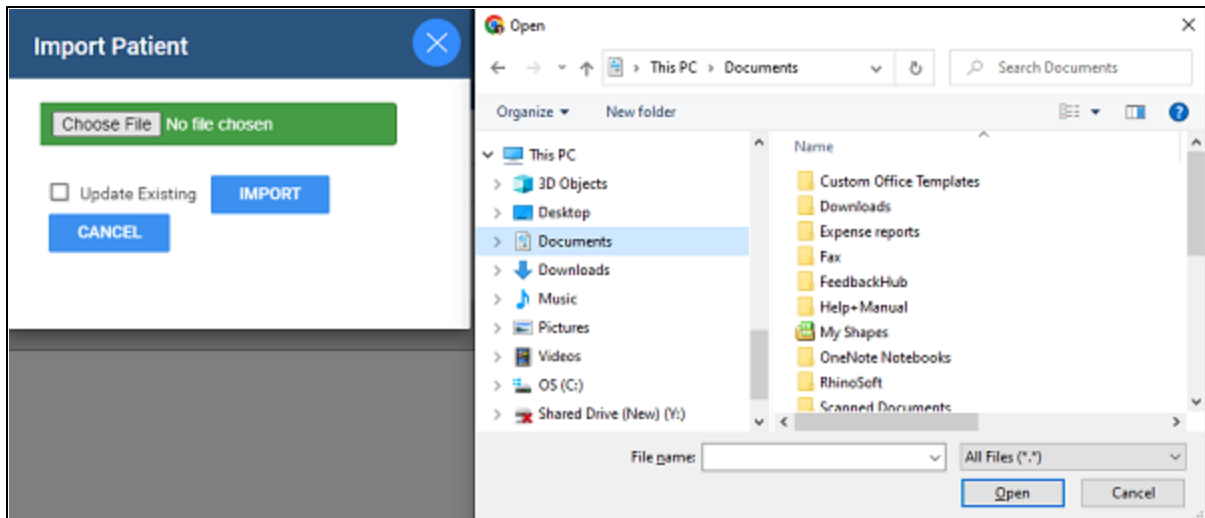 Import Patient
Choose File No file chosen
Update Existing IMPORT
CANCEL
Open
This PC > Documents
Search Documents
Organize
New folder
This PC
3D Objects
Desktop
Documents
Downloads
Music
Pictures
Videos
OS (C:)
Shared Drive (New) (Y:)
Name
Custom Office Templates
Downloads
Expense reports
Fax
FeedbackHub
Help+Manual
My Shapes
OneNote Notebooks
RhinoSoft
Scanned Documents
File name:
All Files (*.*)
Open
Cancel